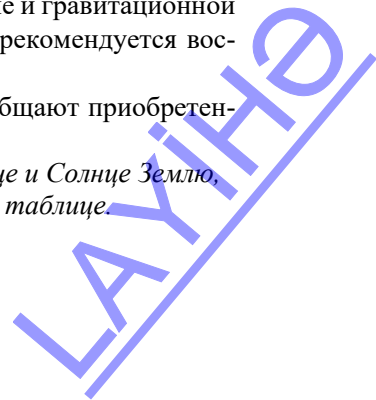 е и гравитационной
рекомендуется вос-
бщают приобретен-
це и Солнце Землю,
таблице.
LAYİHƏ